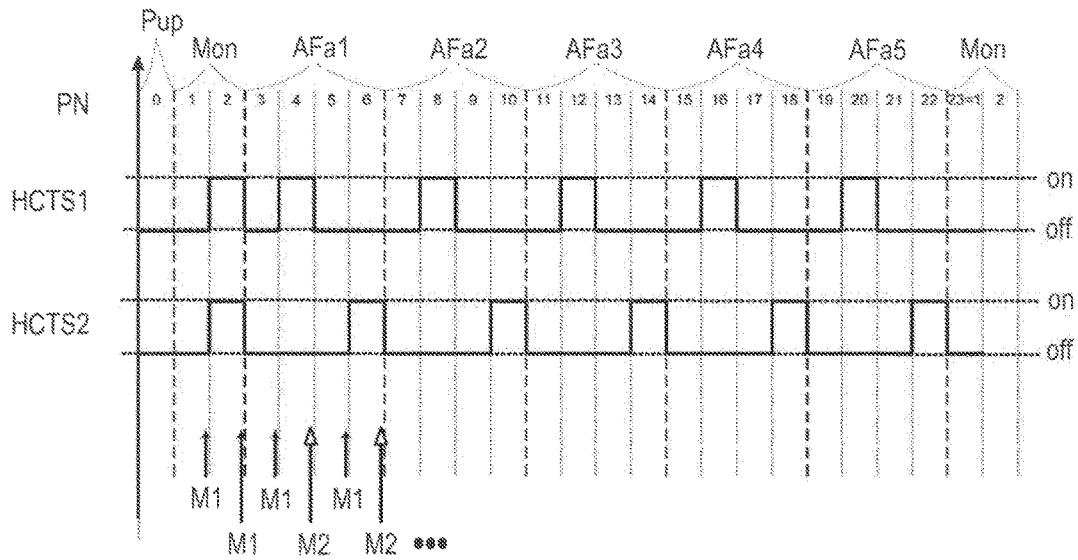 Pup
Mon AFa1 AFa2 AFa3 AFa4 AFa5 Mon
PN 0 1 2 3 4 5 6 7 8 9 10 11 12 13 14 15 16 17 18 19 20 21 22 23=1 2
on
HCTS1
off
on
HCTS2
off
M1 M1 M1
M1 M2 M2 •••